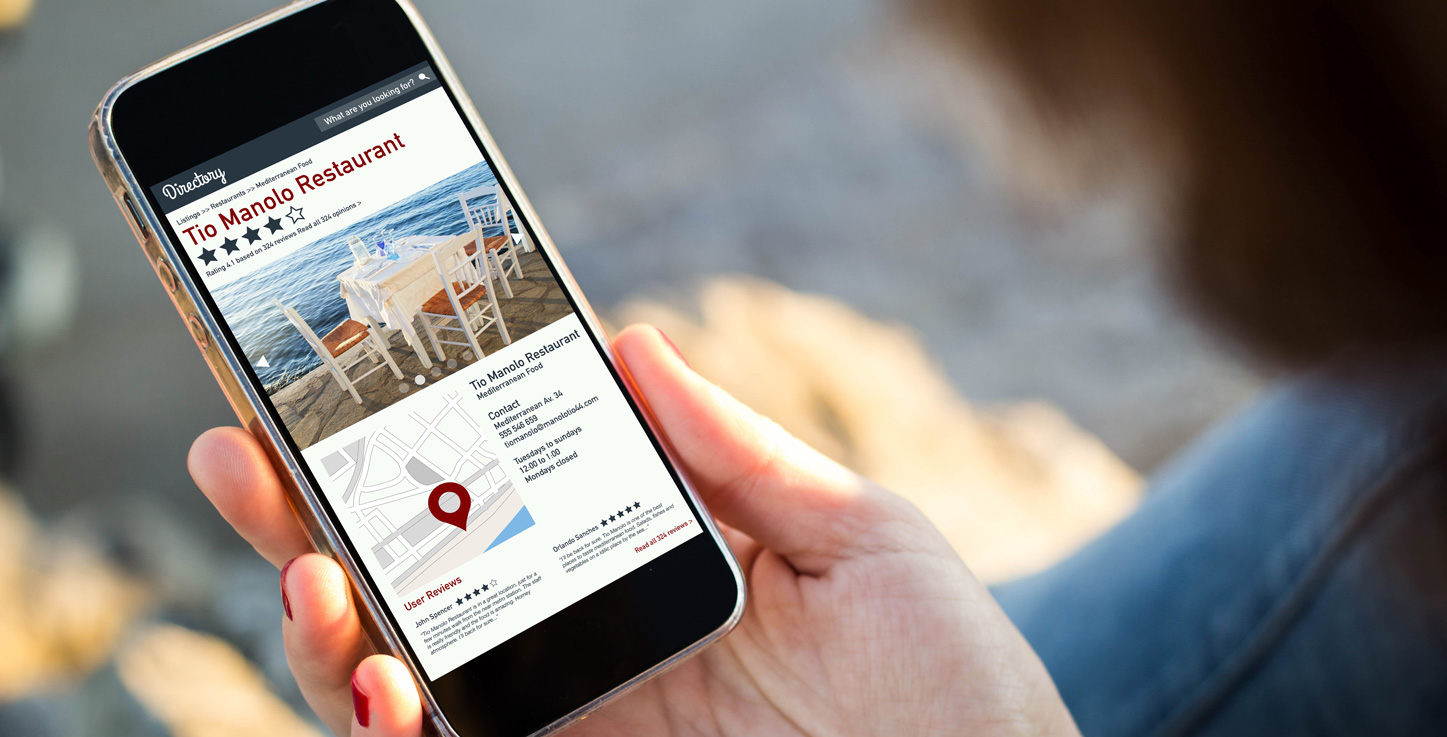 What are you looking for?
Directory
Listings >> Restaurants >> Mediterranean Food
Tio Manolo Restaurant
Rating 4.1 based on 324 reviews Read all 324 opinions >
Tio Manolo Restaurant
Mediterranean Food
Contact
Mediterranean Av. 34
555 546 659
tiomanolo@manolotio44.com
Tuesdays to sundays
12:00 to 1:00
Mondays closed
User Reviews
John Spencer
"Tio Manolo Restaurant is in a great location, just for a
few minutes walk from the near metro station. The staff
is really friendly and the food is amazing. Homey
atmosphere. I'll back for sure..."
Orlando Sanches
"I'll be back for sure. Tio Manolo is one of the best
places to taste mediterranean food. Salads, fishes and
vegetables on a idilic place by the sea..."
Read all 324 reviews >